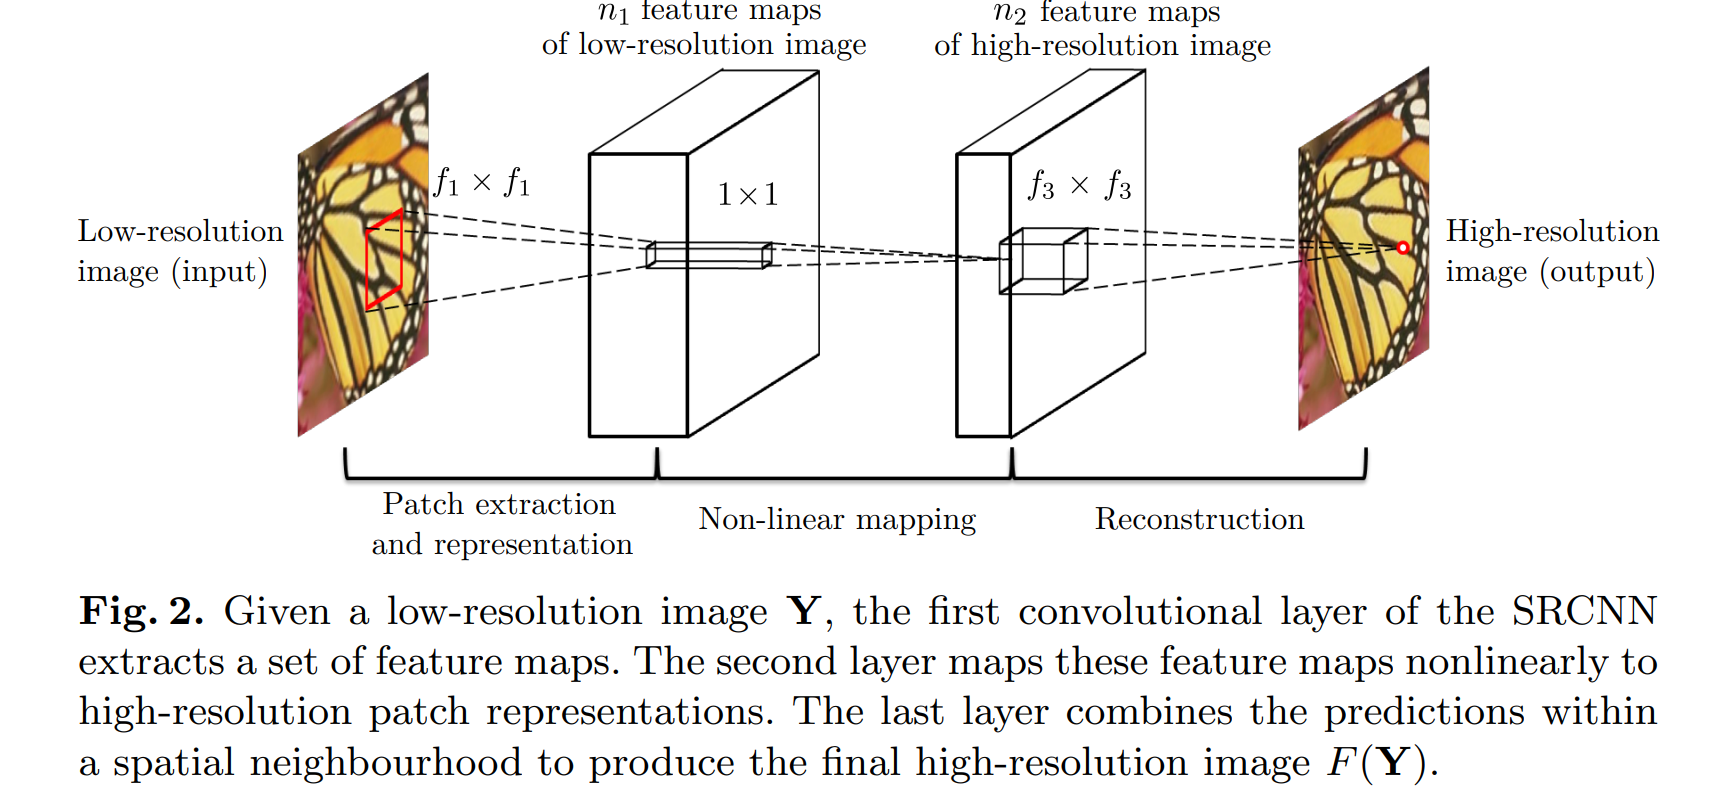 n₁ feature maps
of low-resolution image
n₂ feature maps
of high-resolution image
f₁ × f₁
1×1
f₃ × f₃
Low-resolution
image (input)
High-resolution
image (output)
Patch extraction
and representation
Non-linear mapping
Reconstruction
Fig. 2. Given a low-resolution image Y, the first convolutional layer of the SRCNN
extracts a set of feature maps. The second layer maps these feature maps nonlinearly to
high-resolution patch representations. The last layer combines the predictions within
a spatial neighbourhood to produce the final high-resolution image F(Y).